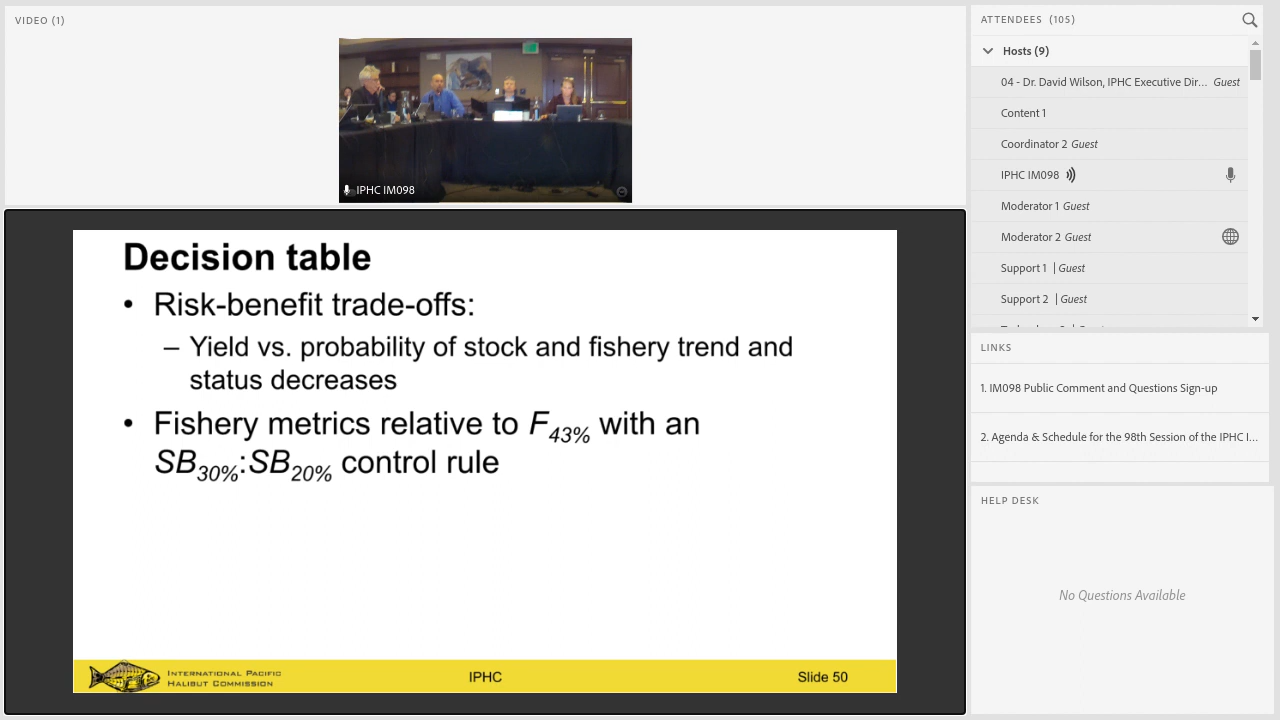 VIDEO (1)
IPHC IM098
Decision table
• Risk-benefit trade-offs:
– Yield vs. probability of stock and fishery trend and
status decreases
• Fishery metrics relative to F43% with an
SB30%:SB20% control rule
INTERNATIONAL PACIFIC
HALIBUT COMMISSION
IPHC
Slide 50
ATTENDEES (105)
Hosts (9)
04 - Dr. David Wilson, IPHC Executive Dir... Guest
Content 1
Coordinator 2 Guest
IPHC IM098
Moderator 1 Guest
Moderator 2 Guest
Support 1 | Guest
Support 2 | Guest
LINKS
1. IM098 Public Comment and Questions Sign-up
2. Agenda & Schedule for the 98th Session of the IPHC I...
HELP DESK
No Questions Available